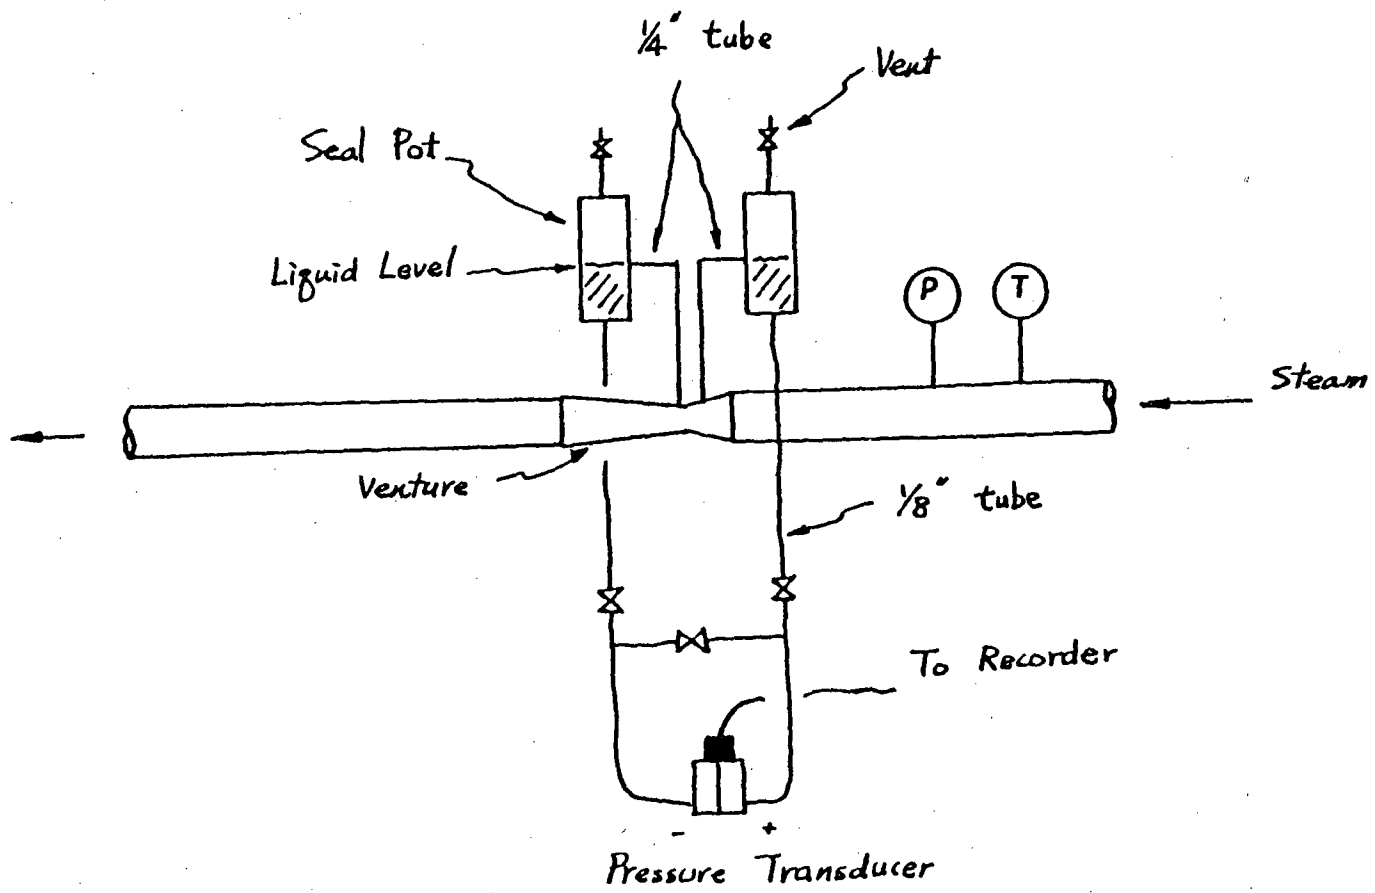 ¼" tube
Vent
Seal Pot
Liquid Level
P
T
Steam
Venture
⅛" tube
To Recorder
- +
Pressure Transducer